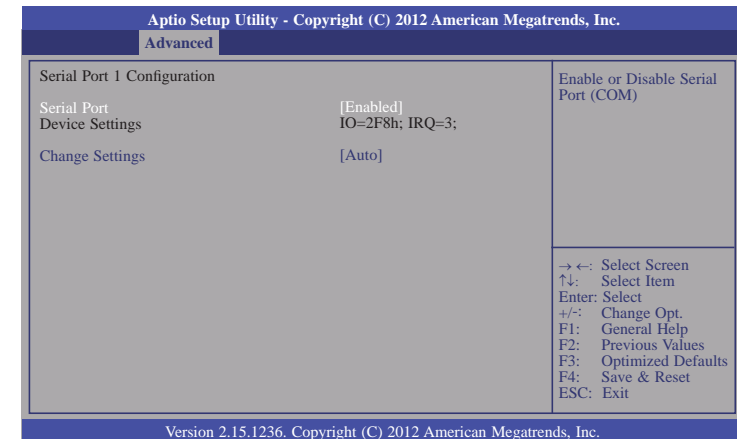 Aptio Setup Utility - Copyright (C) 2012 American Megatrends, Inc.
Advanced
Serial Port 1 Configuration
Serial Port [Enabled]
Device Settings IO=2F8h; IRQ=3;
Change Settings [Auto]
Enable or Disable Serial
Port (COM)
→ ←: Select Screen
↑↓: Select Item
Enter: Select
+/-: Change Opt.
F1: General Help
F2: Previous Values
F3: Optimized Defaults
F4: Save & Reset
ESC: Exit
Version 2.15.1236. Copyright (C) 2012 American Megatrends, Inc.